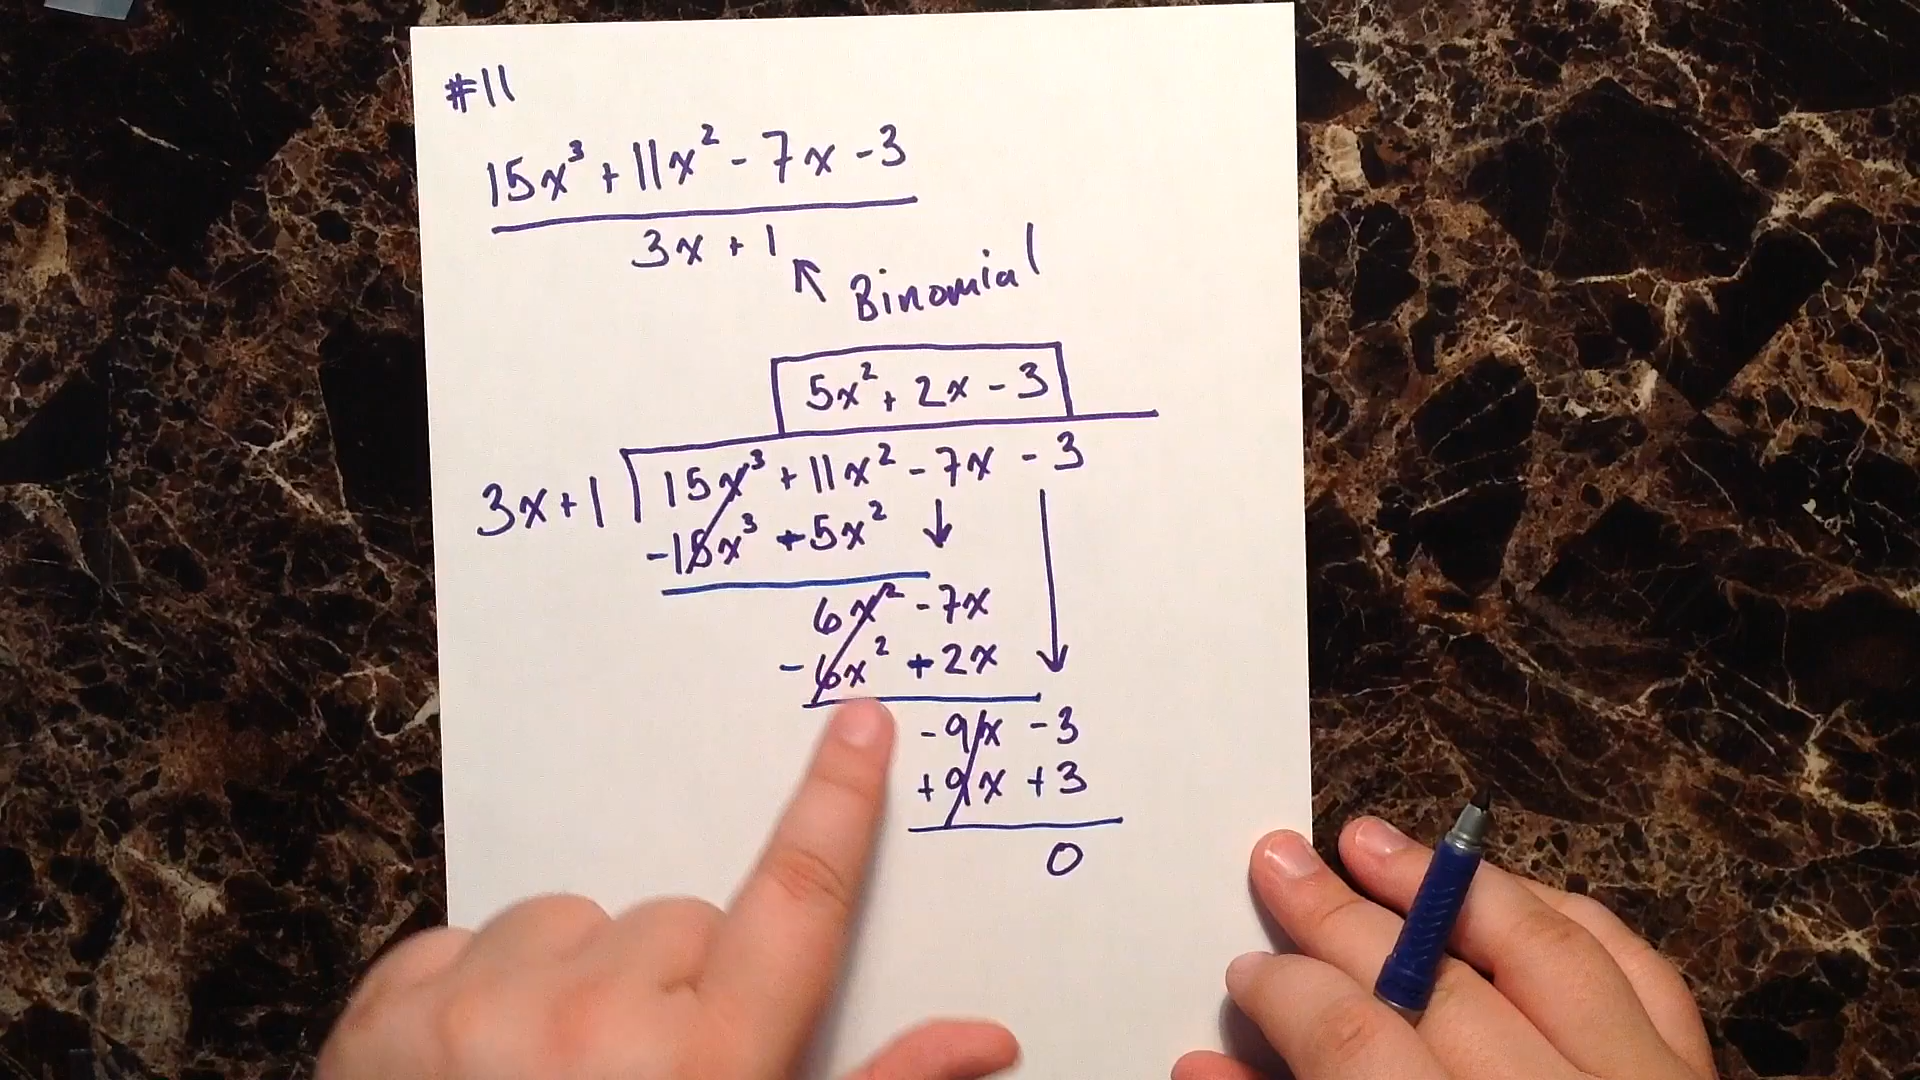 #11
15x³ + 11x² - 7x - 3
3x + 1
Binomial
5x² + 2x - 3
3x + 1 15x³ + 11x² - 7x - 3
-15x³ - 5x²
6x² - 7x
-6x² + 2x
-9x - 3
+9x + 3
0